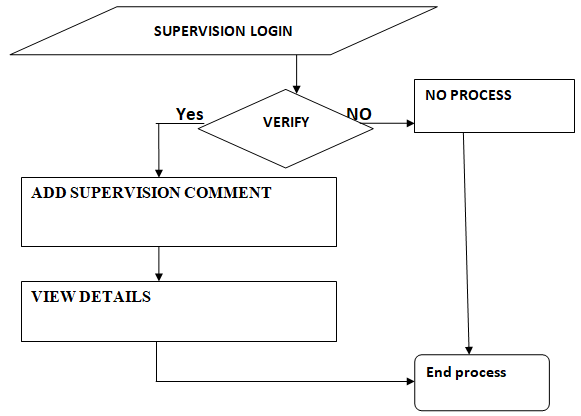 SUPERVISION LOGIN
NO PROCESS
Yes
VERIFY
NO
ADD SUPERVISION COMMENT
VIEW DETAILS
End process